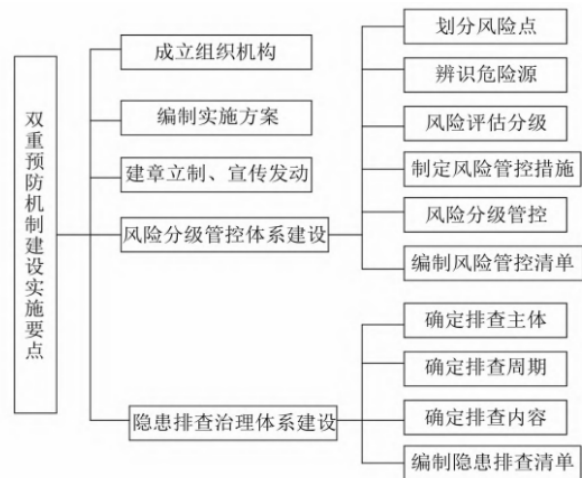 双重预防机制建设实施要点
成立组织机构
编制实施方案
建章立制、宣传发动
风险分级管控体系建设
划分风险点
辨识危险源
风险评估分级
制定风险管控措施
风险分级管控
编制风险管控清单
隐患排查治理体系建设
确定排查主体
确定排查周期
确定排查内容
编制隐患排查清单